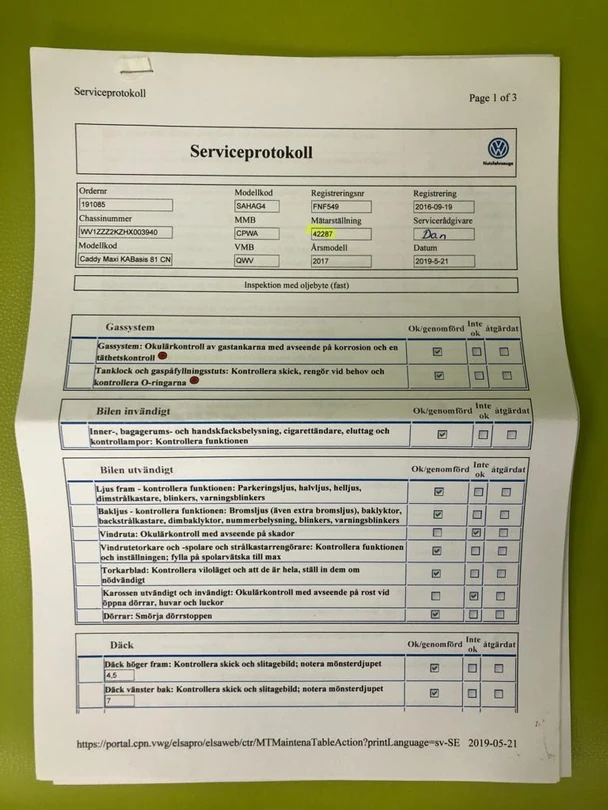 Serviceprotokoll
Page 1 of 3
Serviceprotokoll
Nutzfahrzeuge
Ordernr Modellkod Registreringsnr Registrering
191085 SAHAG4 FNF549 2016-09-19
Chassinummer MMB Mätarställning Servicerådgivare
WV1ZZZ2KZHX003940 CPWA 42287 Dan
Modellkod VMB Årsmodell Datum
Caddy Maxi KABasis 81 CN QWV 2017 2019-5-21
Inspektion med oljebyte (fast)
Gassystem Ok/genomförd Inte ok åtgärdat
Gassystem: Okulärkontroll av gastankarna med avseende på korrosion och en
täthetskontroll
Tanklock och gaspåfyllningsstuts: Kontrollera skick, rengör vid behov och
kontrollera O-ringarna
Bilen invändigt Ok/genomförd Inte ok åtgärdat
Inner-, bagagerums- och handskfacksbelysning, cigarettändare, eluttag och
kontrollampor: Kontrollera funktionen
Bilen utvändigt Ok/genomförd Inte ok åtgärdat
Ljus fram - kontrollera funktionen: Parkeringsljus, halvljus, helljus,
dimstrålkastare, blinkers, varningsblinkers
Bakljus - kontrollera funktionen: Bromsljus (även extra bromsljus), baklyktor,
backstrålkastare, dimbaklyktor, nummerbelysning, blinkers, varningsblinkers
Vindruta: Okulärkontroll med avseende på skador
Vindrutetorkare och -spolare och strålkastarrengörare: Kontrollera funktionen
och inställningen; fylla på spolarvätska till max
Torkarblad: Kontrollera viloläget och att de är hela, ställ in dem om
nödvändigt
Karossen utvändigt och invändigt: Okulärkontroll med avseende på rost vid
öppna dörrar, huvar och luckor
Dörrar: Smörja dörrstoppen
Däck Ok/genomförd Inte ok åtgärdat
Däck höger fram: Kontrollera skick och slitagebild; notera mönsterdjupet
4,5
Däck vänster bak: Kontrollera skick och slitagebild; notera mönsterdjupet
7
https://portal.cpn.vwg/elsapro/elsaweb/ctr/MTMaintenaTableAction?printLanguage=sv-SE 2019-05-21